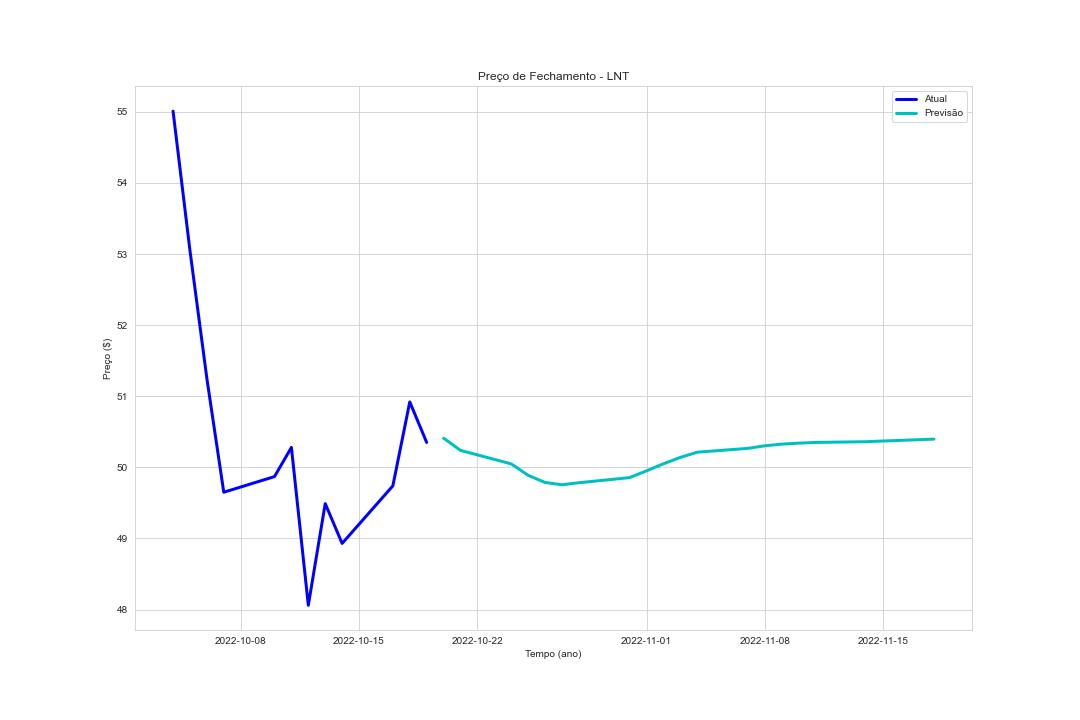 Preço de Fechamento - LNT
Atual
Previsão
55
54
53
52
51
50
49
48
Preço ($)
2022-10-08
2022-10-15
2022-10-22
2022-11-01
2022-11-08
2022-11-15
Tempo (ano)